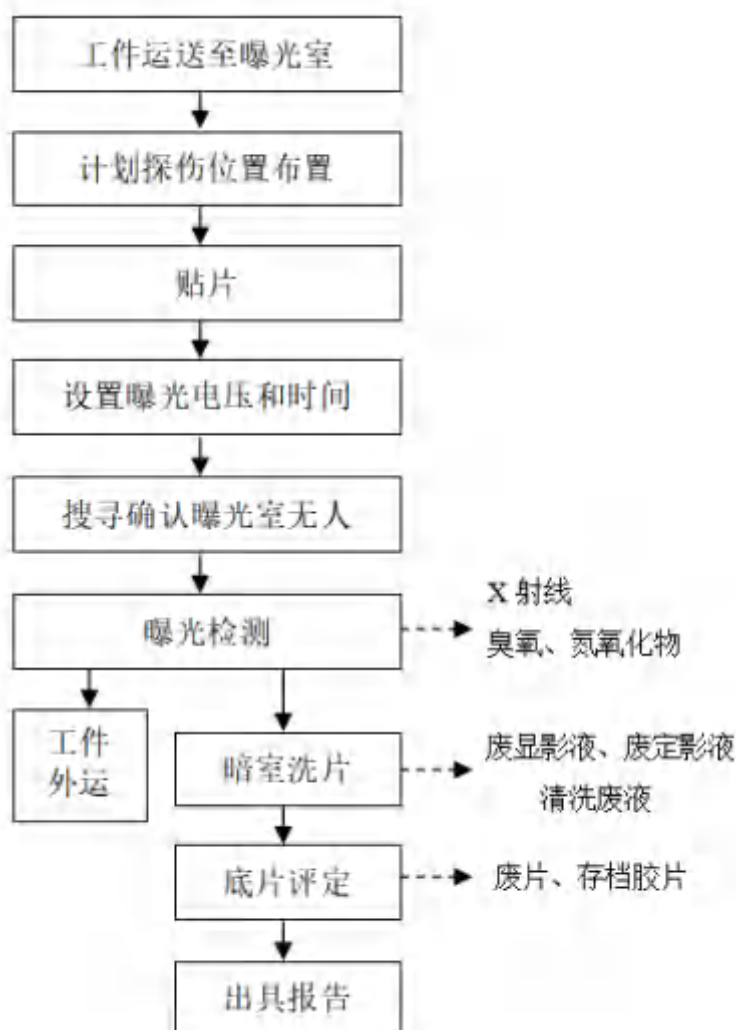 工件运送至曝光室
计划探伤位置布置
贴片
设置曝光电压和时间
搜寻确认曝光室无人
曝光检测
X 射线
臭氧、氮氧化物
工件
外运
暗室洗片
废显影液、废定影液
清洗废液
底片评定
废片、存档胶片
出具报告